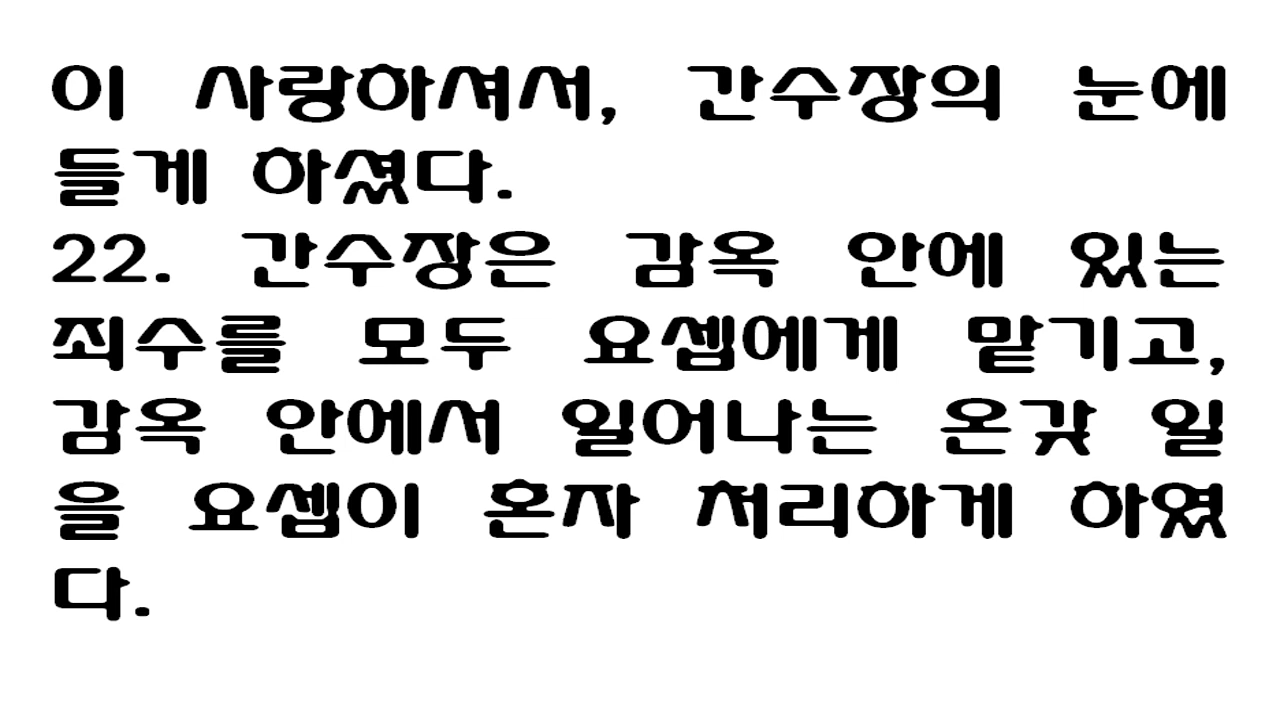 이 사랑하셔서, 간수장의 눈에
들게 하셨다.
22. 간수장은 감옥 안에 있는
죄수를 모두 요셉에게 맡기고,
감옥 안에서 일어나는 온갖 일
을 요셉이 혼자 처리하게 하였
다.